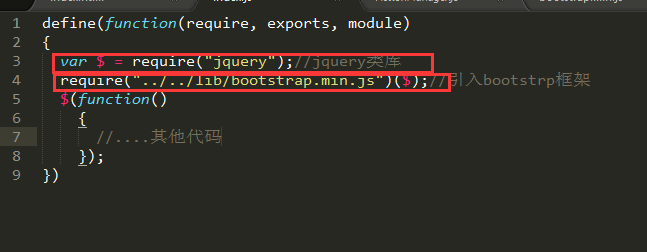 1 define(function(require, exports, module)
2 {
3 var $ = require("jquery");//jquery类库
4 require("../../lib/bootstrap.min.js")($);//引入bootstrp框架
5 $(function()
6 {
7 //....其他代码
8 });
9 })